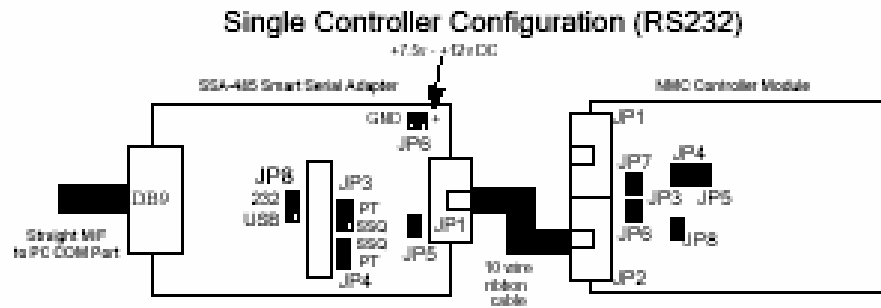 Single Controller Configuration (RS232)
+7.5v - +12v DC
SSA-485 Smart Serial Adapter
NMC Controller Module
GND +
JP6
JP1
DB9
JP8
232
USB
JP3
PT
SSQ
SSQ
PT
JP4
JP5
JP1
JP7
JP4
JP3
JP5
JP6
JP8
JP2
Straight M/F
to PC COM Port
10 wire
ribbon
cable